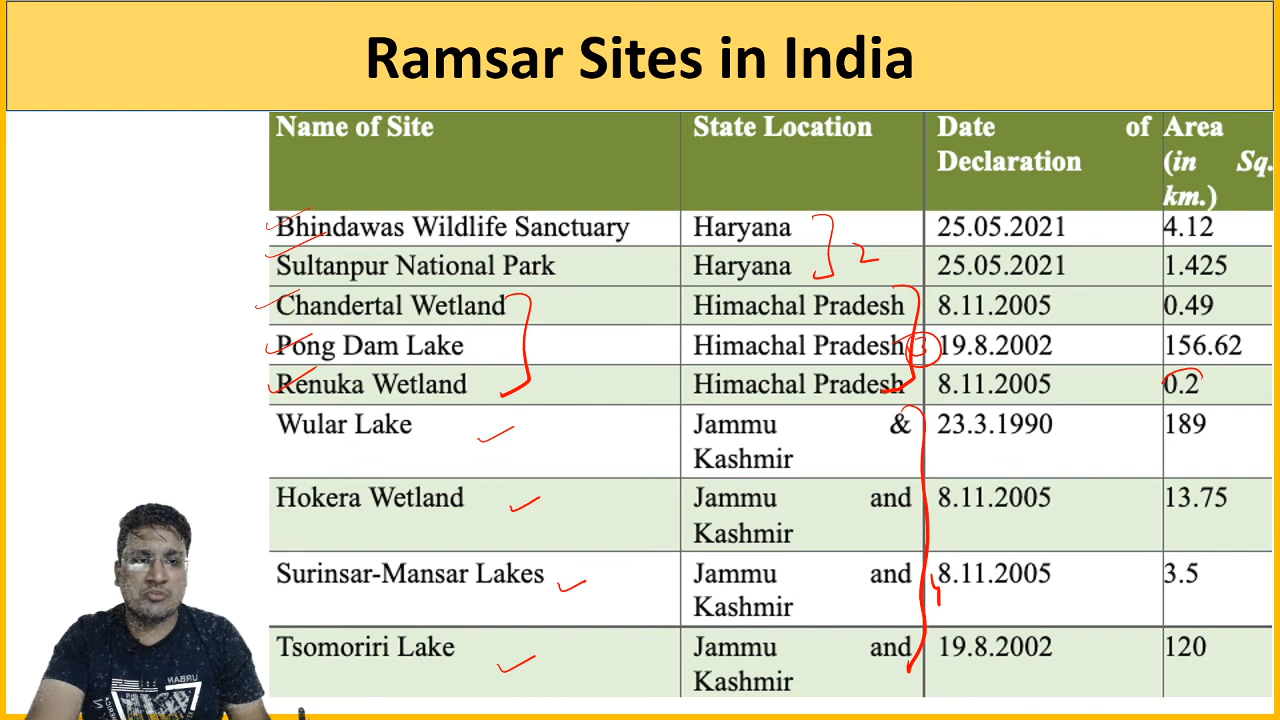 Ramsar Sites in India
Name of Site State Location Date of Declaration Area (in Sq. km.)
Bhindawas Wildlife Sanctuary Haryana 25.05.2021 4.12
2
Sultanpur National Park Haryana 25.05.2021 1.425
Chandertal Wetland Himachal Pradesh 8.11.2005 0.49
Pong Dam Lake Himachal Pradesh 3 19.8.2002 156.62
Renuka Wetland Himachal Pradesh 8.11.2005 0.2
Wular Lake Jammu & Kashmir 23.3.1990 189
Hokera Wetland Jammu and Kashmir 8.11.2005 13.75
Surinsar-Mansar Lakes Jammu and Kashmir 8.11.2005 3.5
4
Tsomoriri Lake Jammu and Kashmir 19.8.2002 120
URBAN